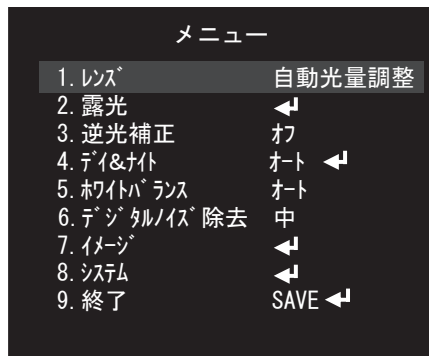 メニュー
1. レンズ 自動光量調整
2. 露光 ↲
3. 逆光補正 ｵﾌ
4. ﾃﾞｲ&ﾅｲﾄ ｵｰﾄ ↲
5. ﾎﾜｲﾄﾊﾞﾗﾝｽ ｵｰﾄ
6. ﾃﾞｼﾞﾀﾙﾉｲｽﾞ除去 中
7. ｲﾒｰｼﾞ ↲
8. ｼｽﾃﾑ ↲
9. 終了 SAVE ↲